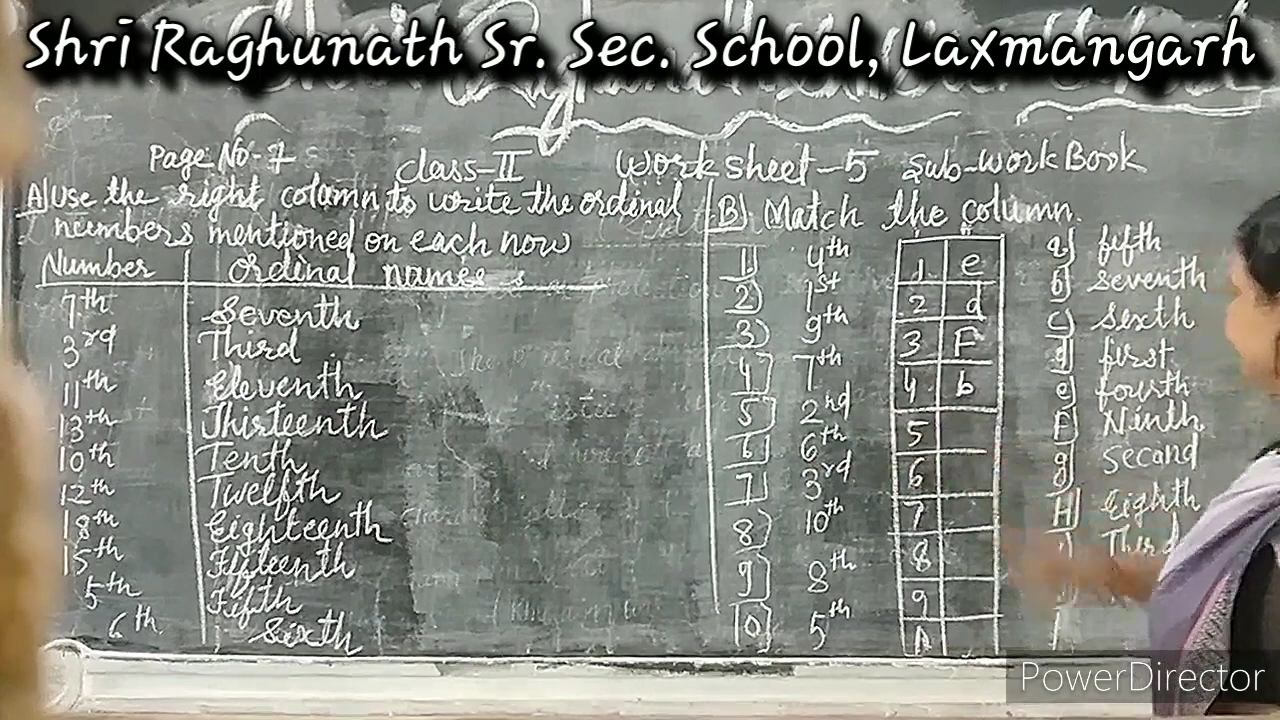 Shri Raghunath Sr. Sec. School, Laxmangarh
Page No-7 Class-II Work Sheet-5 Sub-Work Book
A) Use the right column to write the ordinal
numbers mentioned on each now
Number Ordinal names
7th Seventh
3rd Third
11th Eleventh
13th Thisteenth
10th Tenth
12th Twelfth
18th Eighteenth
15th Fifteenth
5th Fifth
6th Sixth
B) Match the column.
1) 4th 1 e a) fifth
2) 1st 2 d b) seventh
3) 9th 3 F c) sixth
4) 7th 4 b d) first
5) 2nd 5 e) fourth
6) 6th 6 F) Ninth
7) 3rd 7 g) Second
8) 10th 8 H) Eighth
9) 8th 9 Third
10) 5th
PowerDirector